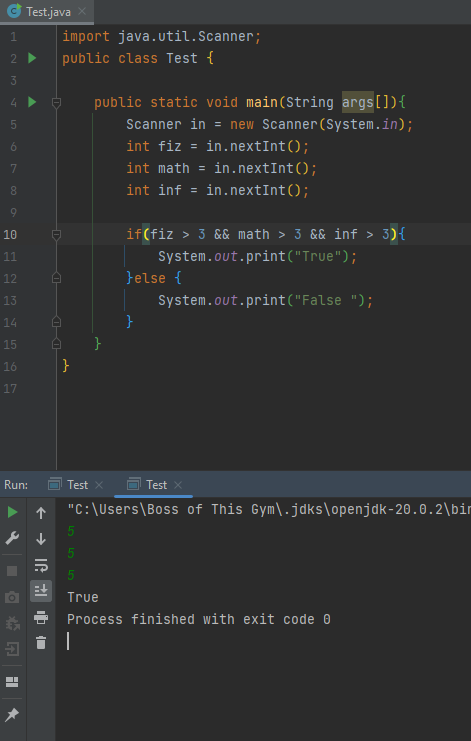 Test.java
1 import java.util.Scanner;
2 public class Test {
3
4 public static void main(String args[]){
5 Scanner in = new Scanner(System.in);
6 int fiz = in.nextInt();
7 int math = in.nextInt();
8 int inf = in.nextInt();
9
10 if(fiz > 3 && math > 3 && inf > 3){
11 System.out.print("True");
12 }else {
13 System.out.print("False ");
14 }
15 }
16 }
17
Run: Test Test
"C:\Users\Boss of This Gym\.jdks\openjdk-20.0.2\bin
5
5
5
True
Process finished with exit code 0